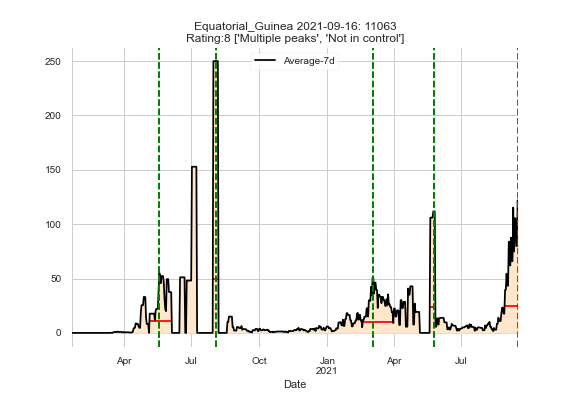 Equatorial_Guinea 2021-09-16: 11063
Rating:8 ['Multiple peaks', 'Not in control']
Average-7d
250
200
150
100
50
0
Apr
Jul
Oct
Jan
2021
Apr
Jul
Date